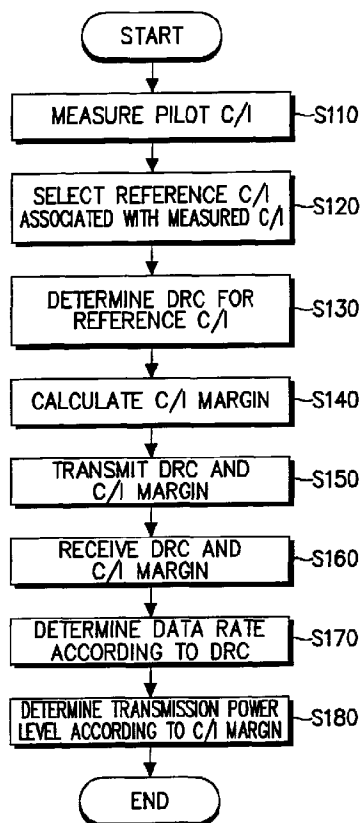 START
MEASURE PILOT C/I
S110
SELECT REFERENCE C/I
ASSOCIATED WITH MEASURED C/I
S120
DETERMINE DRC FOR
REFERENCE C/I
S130
CALCULATE C/I MARGIN
S140
TRANSMIT DRC AND
C/I MARGIN
S150
RECEIVE DRC AND
C/I MARGIN
S160
DETERMINE DATA RATE
ACCORDING TO DRC
S170
DETERMINE TRANSMISSION POWER
LEVEL ACCORDING TO C/I MARGIN
S180
END